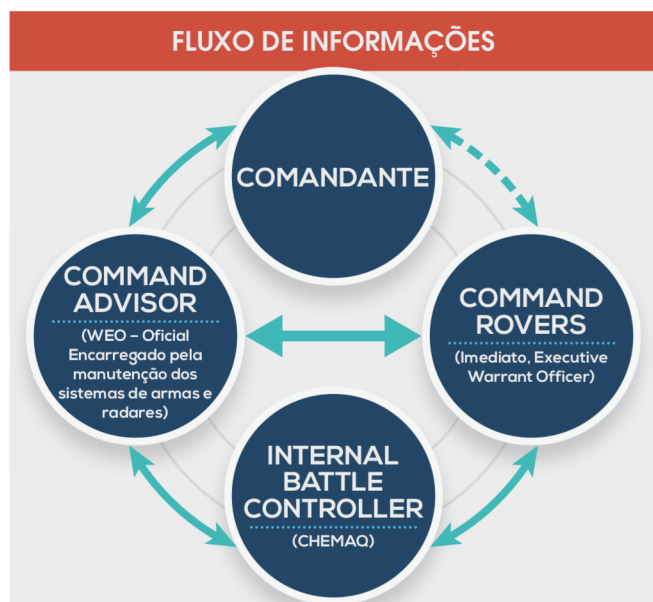 FLUXO DE INFORMAÇÕES
COMANDANTE
COMMAND
ADVISOR
(WEO – Oficial
Encarregado pela
manutenção dos
sistemas de armas e
radares)
COMMAND
ROVERS
(Imediato, Executive
Warrant Officer)
INTERNAL
BATTLE
CONTROLLER
(CHEMAQ)